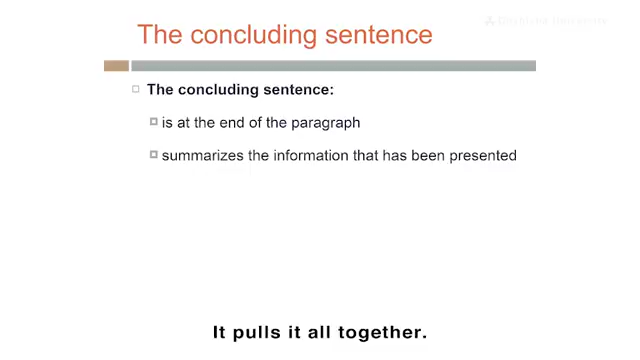 The concluding sentence
The concluding sentence:
is at the end of the paragraph
summarizes the information that has been presented
It pulls it all together.